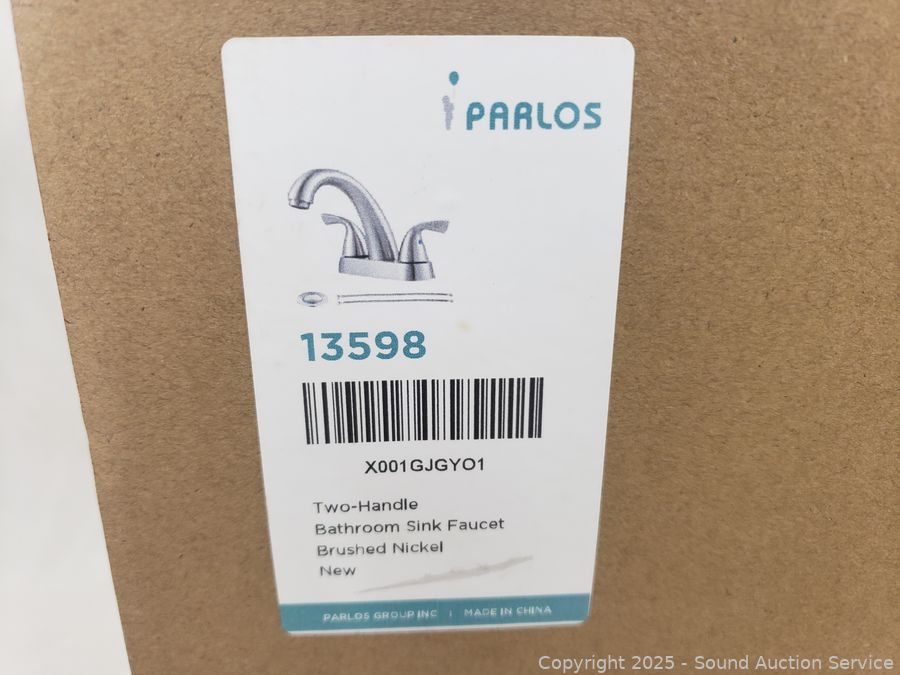 PARLOS
13598
X001GJGYO1
Two-Handle
Bathroom Sink Faucet
Brushed Nickel
New
PARLOS GROUP INC | MADE IN CHINA
Copyright 2025 - Sound Auction Service